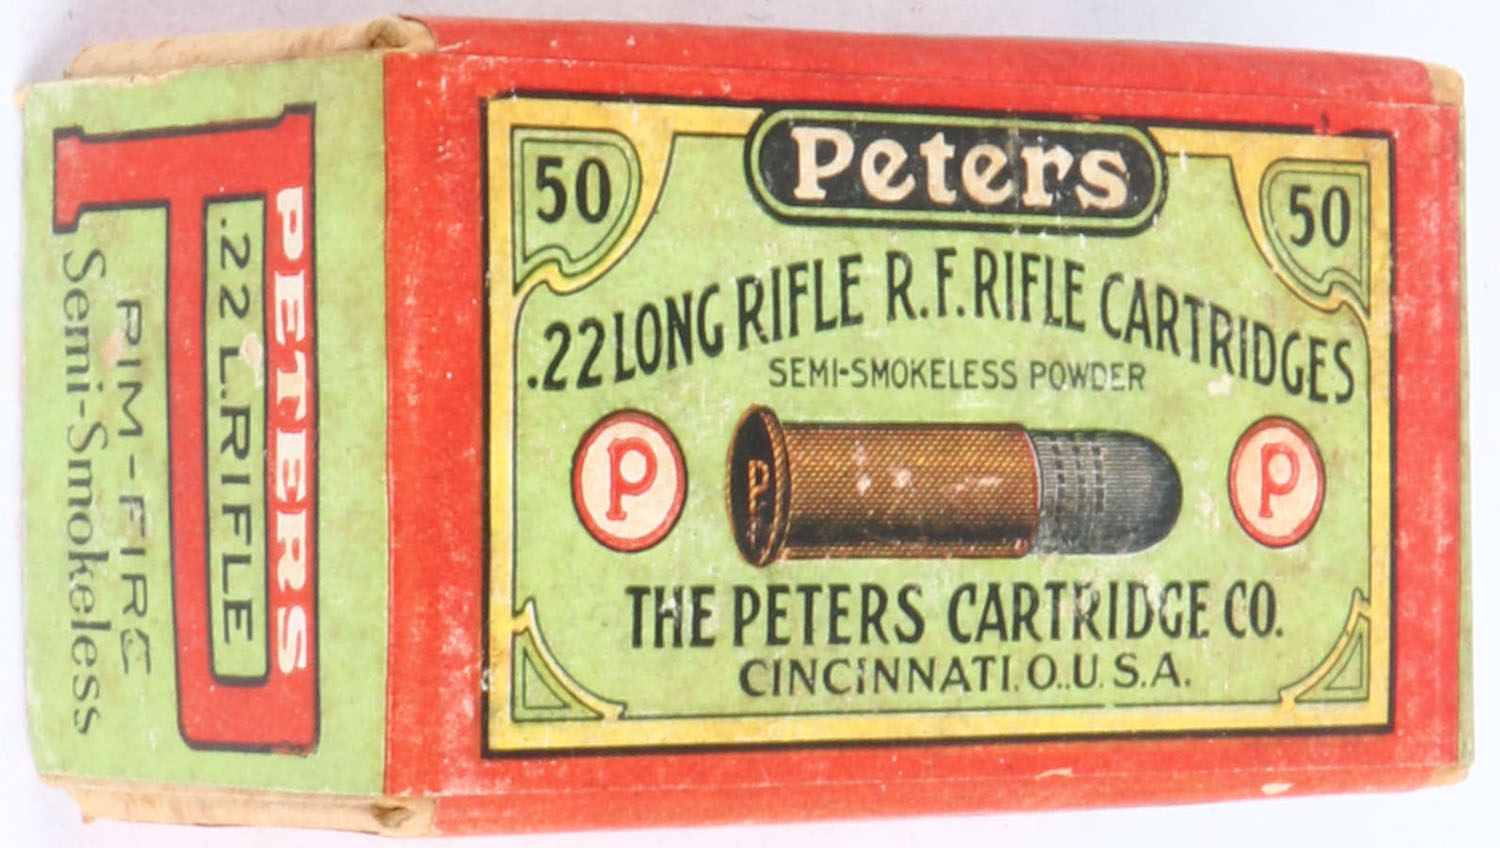 Peters
50
50
.22 LONG RIFLE R.F. RIFLE CARTRIDGES
SEMI-SMOKELESS POWDER
P
P
P
THE PETERS CARTRIDGE CO.
CINCINNATI. O..U.S.A.
PETERS
.22 L.RIFLE
RIM-FIRE
Semi-Smokeless